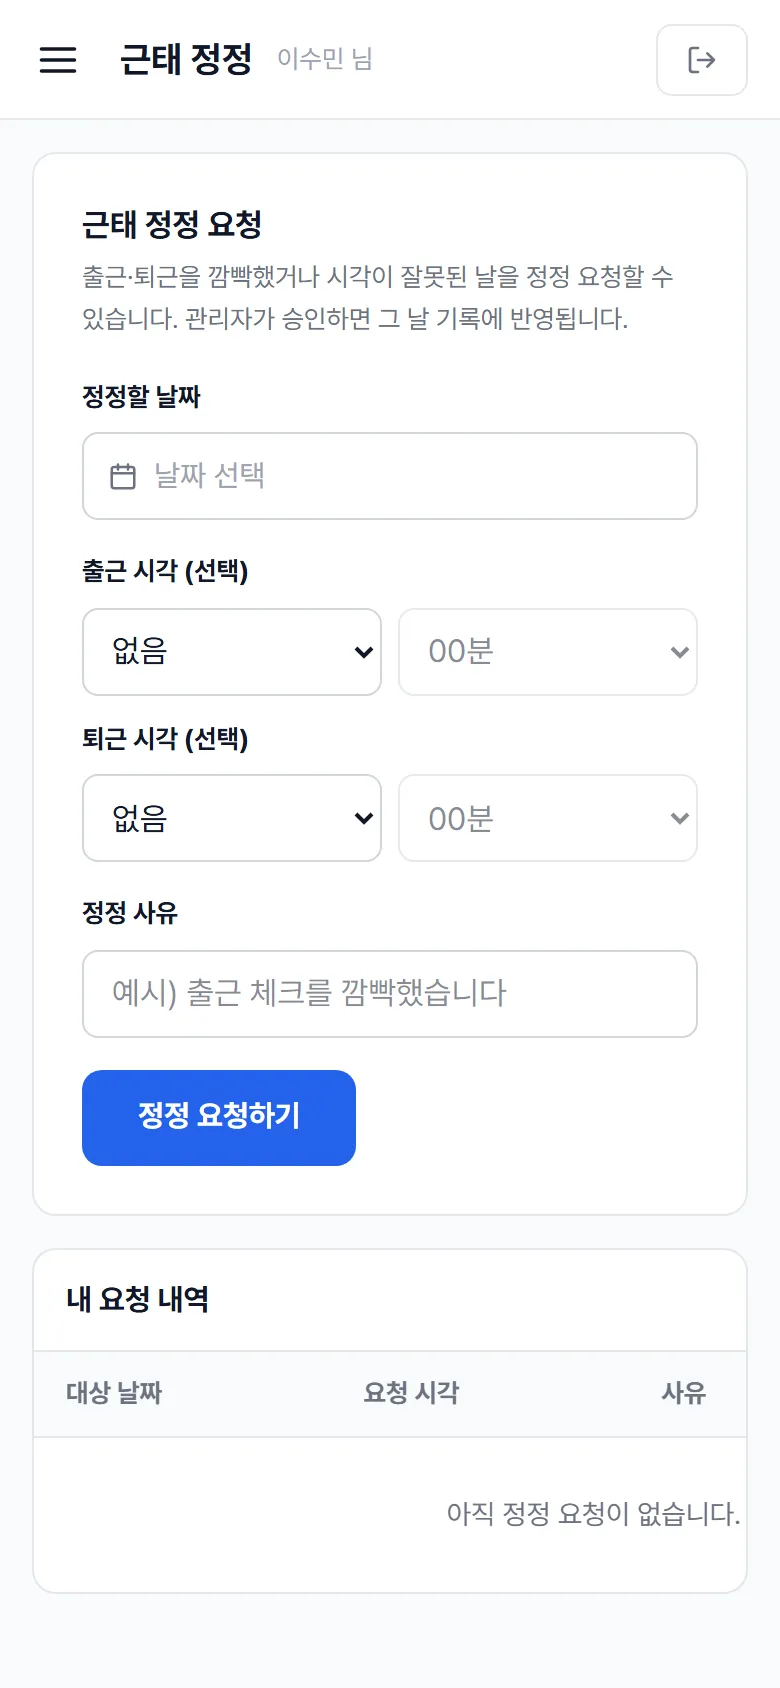 근태 정정 이수민 님
근태 정정 요청
출근·퇴근을 깜빡했거나 시각이 잘못된 날을 정정 요청할 수
있습니다. 관리자가 승인하면 그 날 기록에 반영됩니다.
정정할 날짜
날짜 선택
출근 시각 (선택)
없음 00분
퇴근 시각 (선택)
없음 00분
정정 사유
예시) 출근 체크를 깜빡했습니다
정정 요청하기
내 요청 내역
대상 날짜 요청 시각 사유
아직 정정 요청이 없습니다.